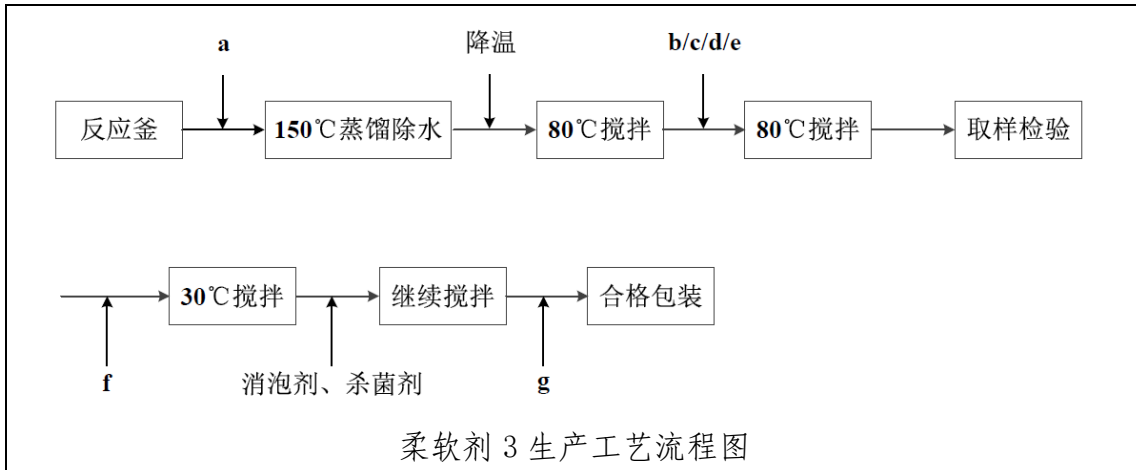 a
降温
b/c/d/e
反应釜
150℃蒸馏除水
80℃搅拌
80℃搅拌
取样检验
30℃搅拌
继续搅拌
合格包装
f
消泡剂、杀菌剂
g
柔软剂 3 生产工艺流程图